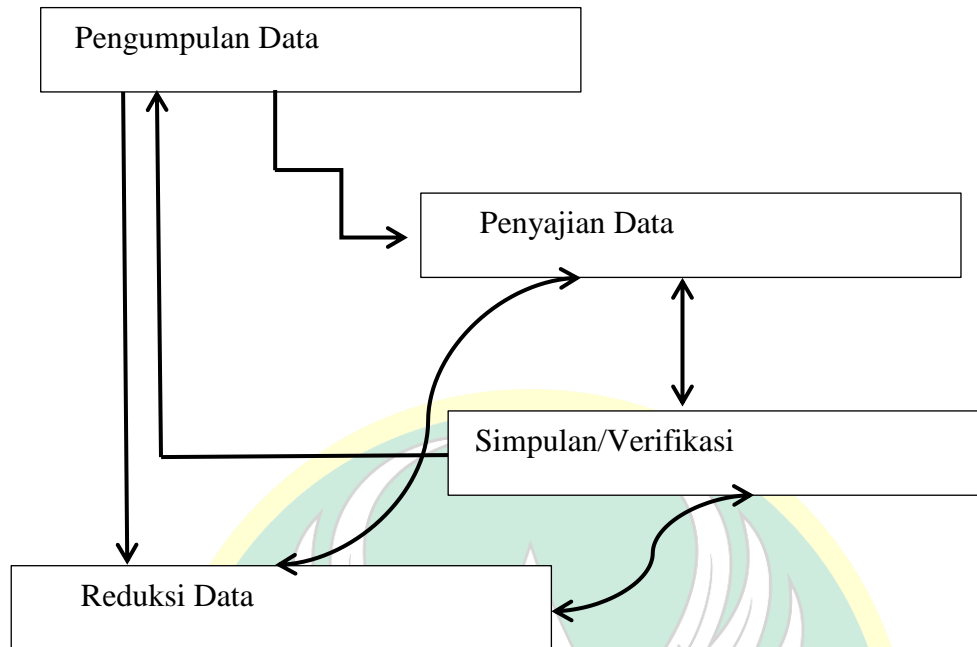 Pengumpulan Data
Penyajian Data
Simpulan/Verifikasi
Reduksi Data